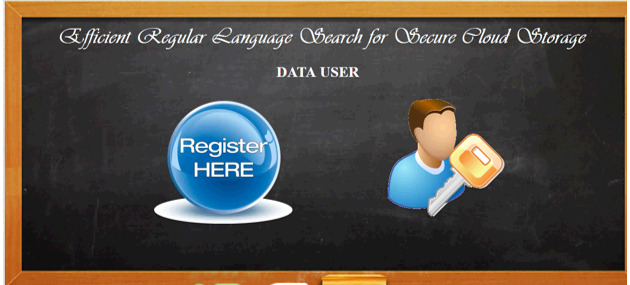 Efficient Regular Language Search for Secure Cloud Storage
DATA USER
Register
HERE